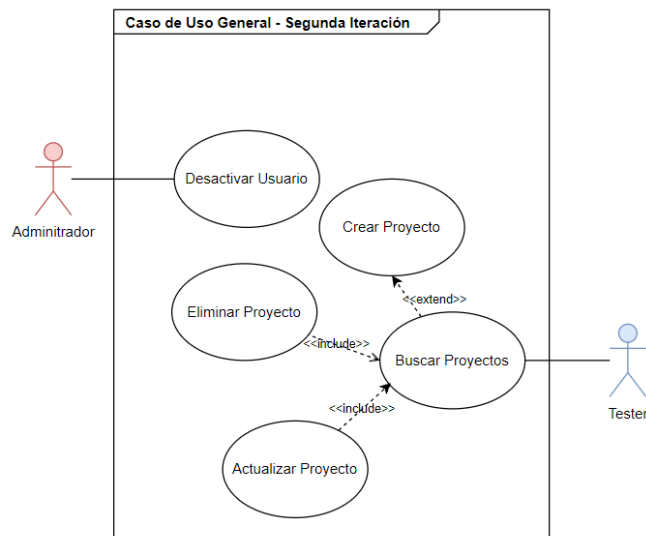 Caso de Uso General - Segunda Iteración
Desactivar Usuario
Adminitrador
Crear Proyecto
<<extend>>
Eliminar Proyecto
<<include>>
Buscar Proyectos
<<include>>
Tester
Actualizar Proyecto